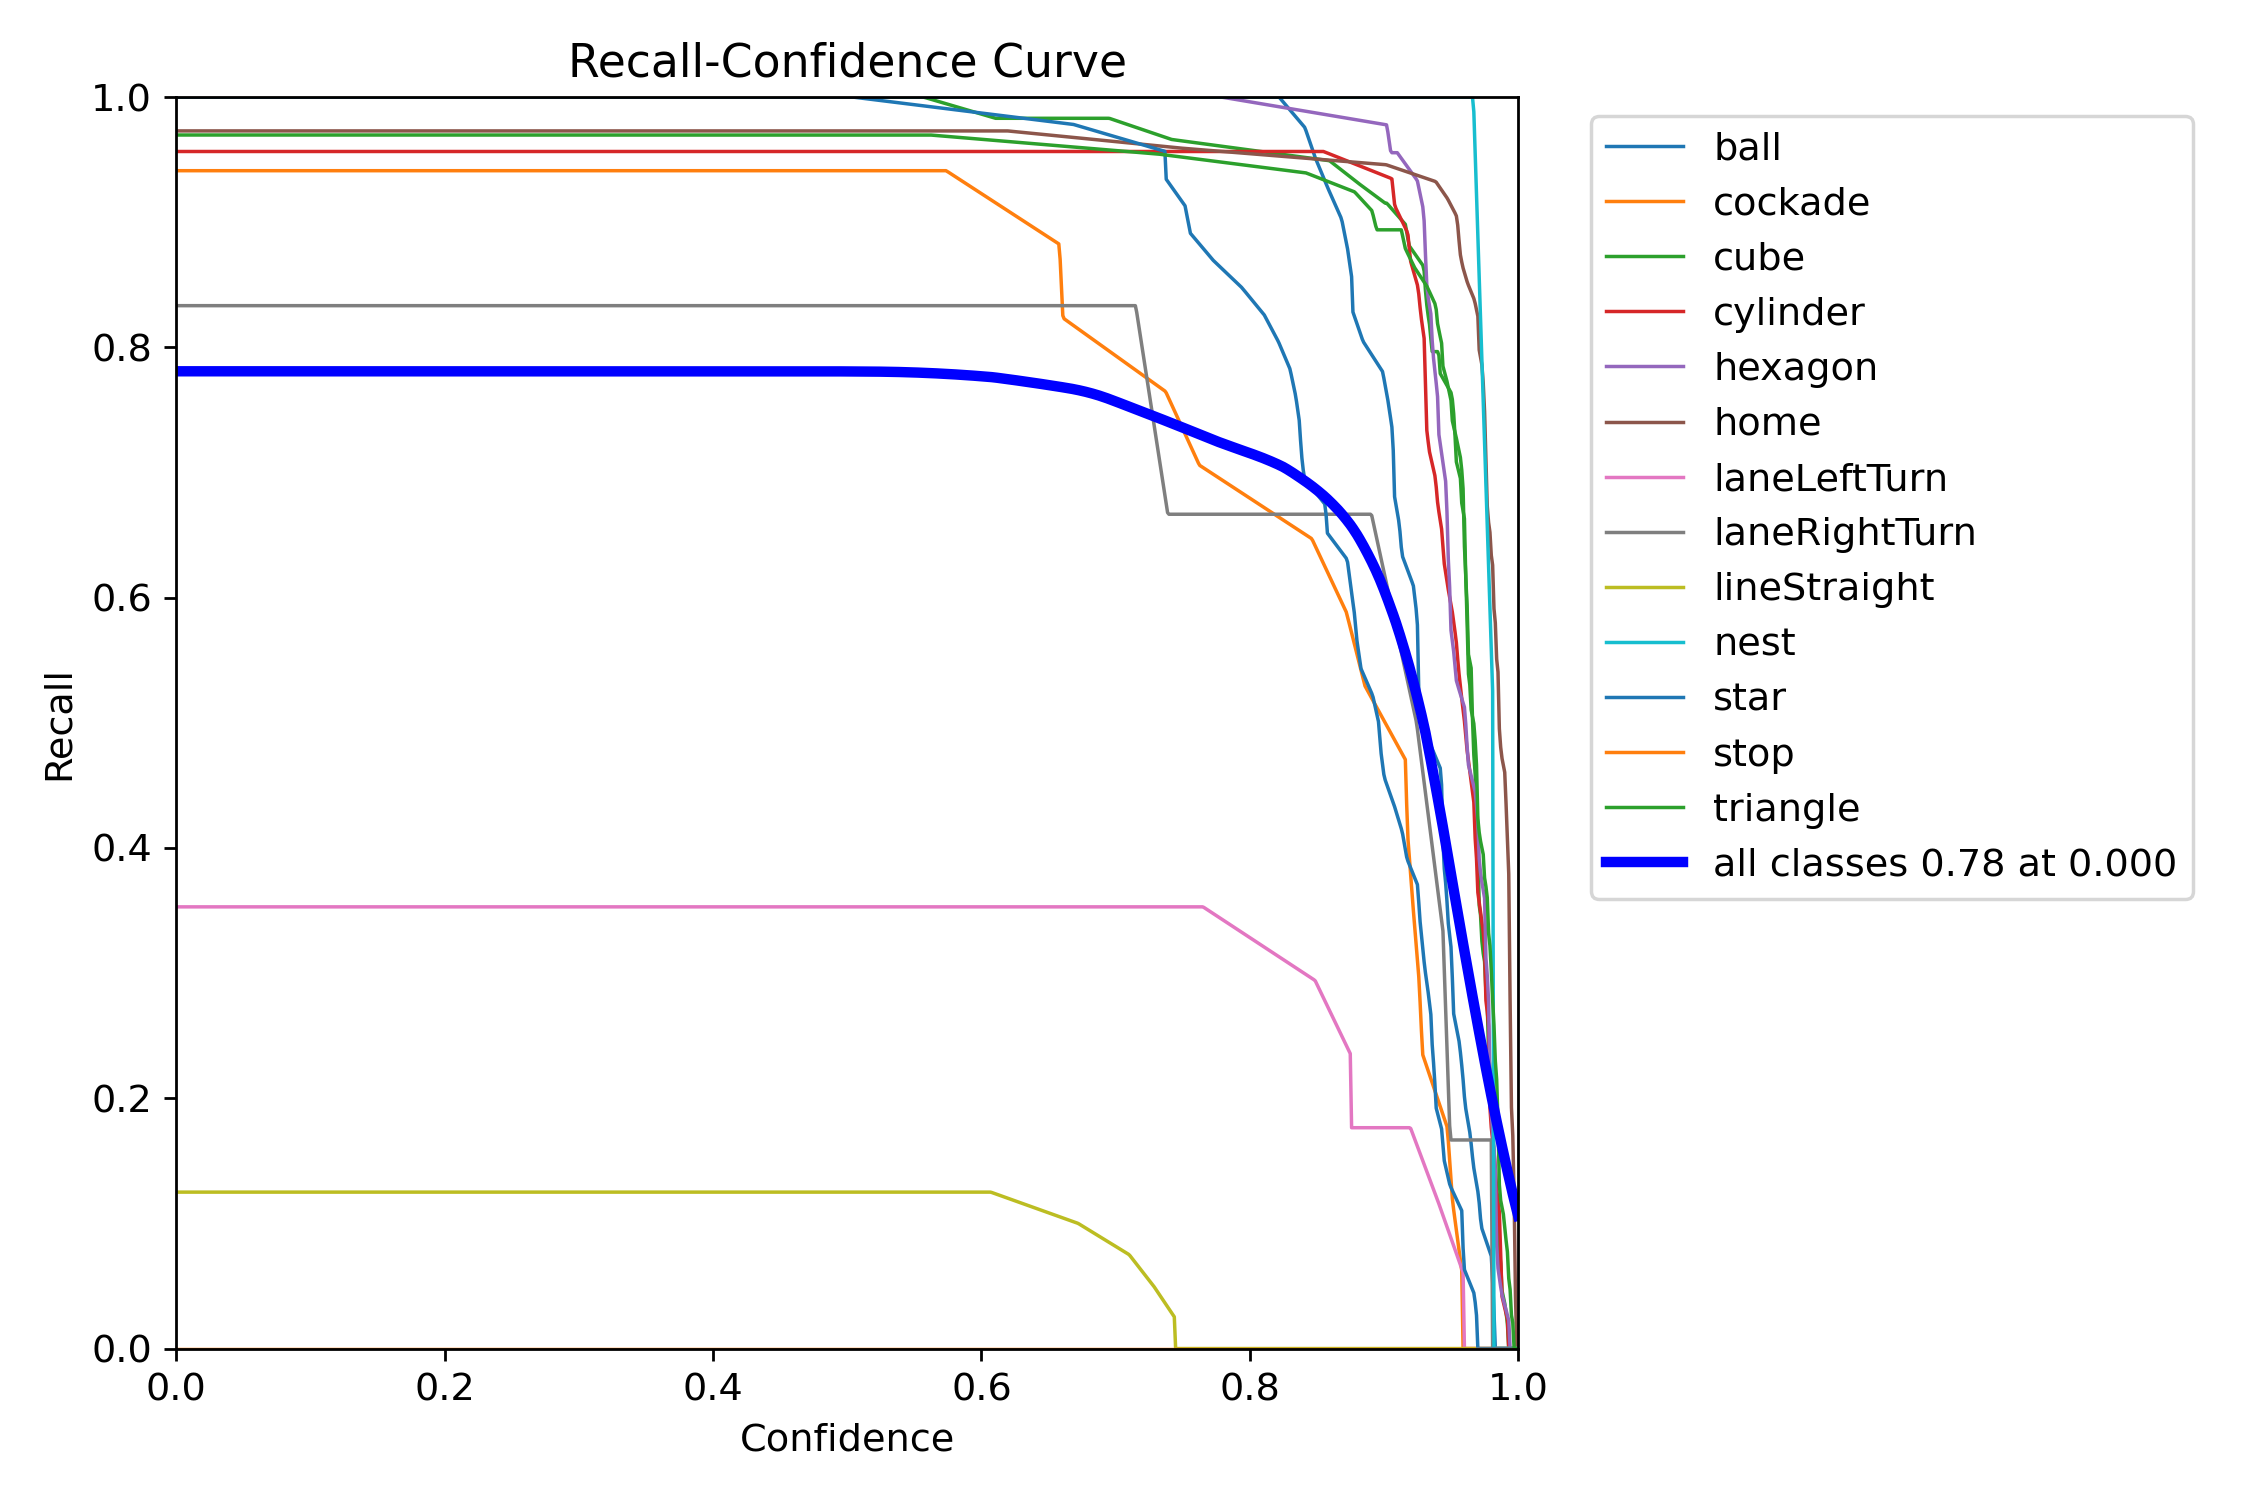 Recall-Confidence Curve
1.0
0.8
0.6
0.4
0.2
0.0
Recall
0.0 0.2 0.4 0.6 0.8 1.0
Confidence
ball
cockade
cube
cylinder
hexagon
home
laneLeftTurn
laneRightTurn
lineStraight
nest
star
stop
triangle
all classes 0.78 at 0.000